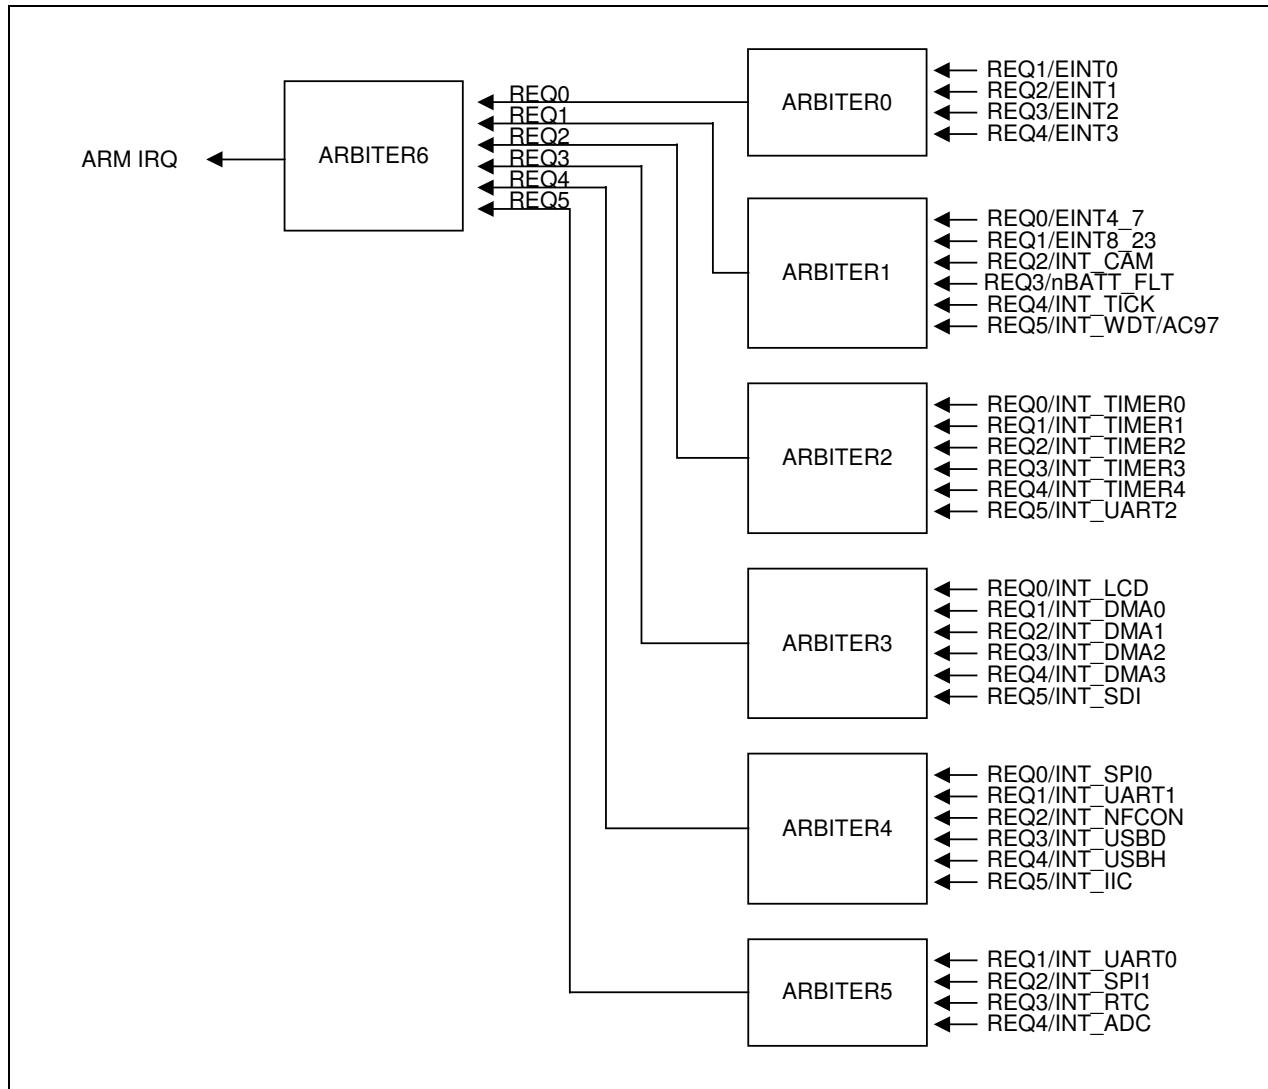 ARM IRQ
ARBITER6
REQ0
REQ1
REQ2
REQ3
REQ4
REQ5
ARBITER0
REQ1/EINT0
REQ2/EINT1
REQ3/EINT2
REQ4/EINT3
ARBITER1
REQ0/EINT4_7
REQ1/EINT8_23
REQ2/INT_CAM
REQ3/nBATT_FLT
REQ4/INT_TICK
REQ5/INT_WDT/AC97
ARBITER2
REQ0/INT_TIMER0
REQ1/INT_TIMER1
REQ2/INT_TIMER2
REQ3/INT_TIMER3
REQ4/INT_TIMER4
REQ5/INT_UART2
ARBITER3
REQ0/INT_LCD
REQ1/INT_DMA0
REQ2/INT_DMA1
REQ3/INT_DMA2
REQ4/INT_DMA3
REQ5/INT_SDI
ARBITER4
REQ0/INT_SPI0
REQ1/INT_UART1
REQ2/INT_NFCON
REQ3/INT_USBD
REQ4/INT_USBH
REQ5/INT_IIC
ARBITER5
REQ1/INT_UART0
REQ2/INT_SPI1
REQ3/INT_RTC
REQ4/INT_ADC